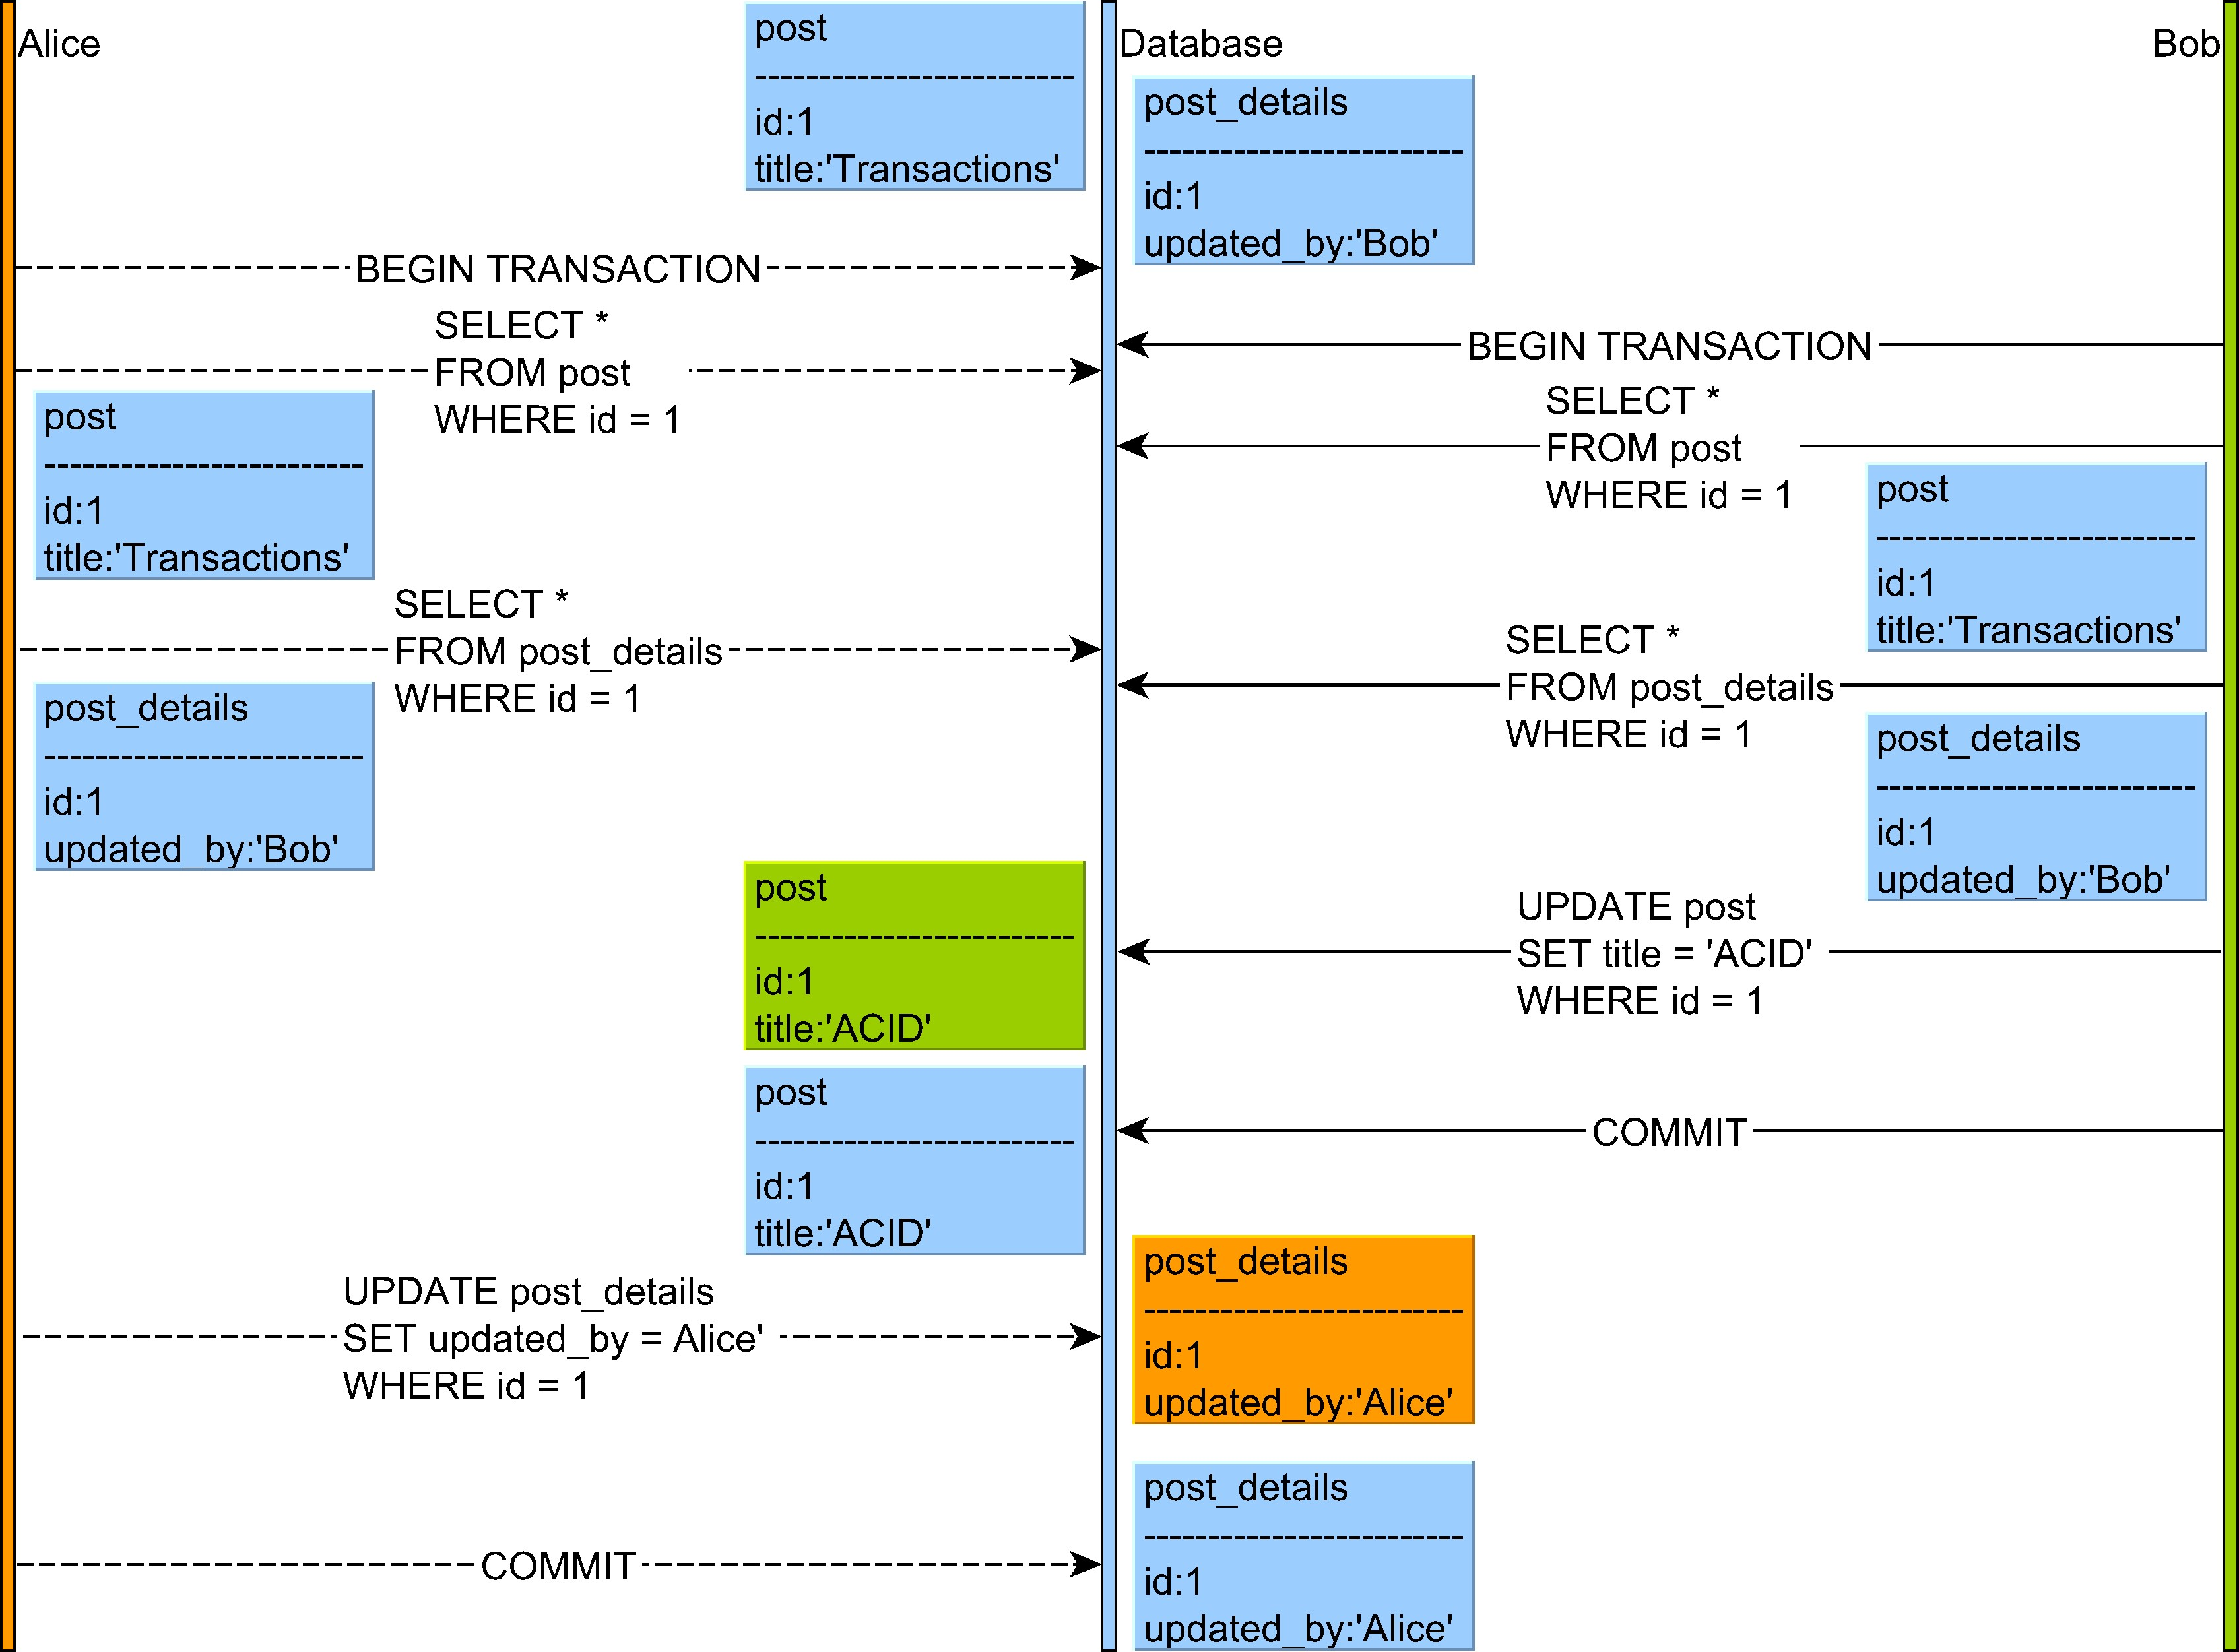 Alice
Database
Bob
post
-------------------------
id:1
title:'Transactions'
post_details
-------------------------
id:1
updated_by:'Bob'
BEGIN TRANSACTION
BEGIN TRANSACTION
SELECT *
FROM post
WHERE id = 1
SELECT *
FROM post
WHERE id = 1
post
-------------------------
id:1
title:'Transactions'
post
-------------------------
id:1
title:'Transactions'
SELECT *
FROM post_details
WHERE id = 1
SELECT *
FROM post_details
WHERE id = 1
post_details
-------------------------
id:1
updated_by:'Bob'
post_details
-------------------------
id:1
updated_by:'Bob'
post
-------------------------
id:1
title:'ACID'
UPDATE post
SET title = 'ACID'
WHERE id = 1
post
-------------------------
id:1
title:'ACID'
COMMIT
UPDATE post_details
SET updated_by = Alice'
WHERE id = 1
post_details
-------------------------
id:1
updated_by:'Alice'
COMMIT
post_details
-------------------------
id:1
updated_by:'Alice'